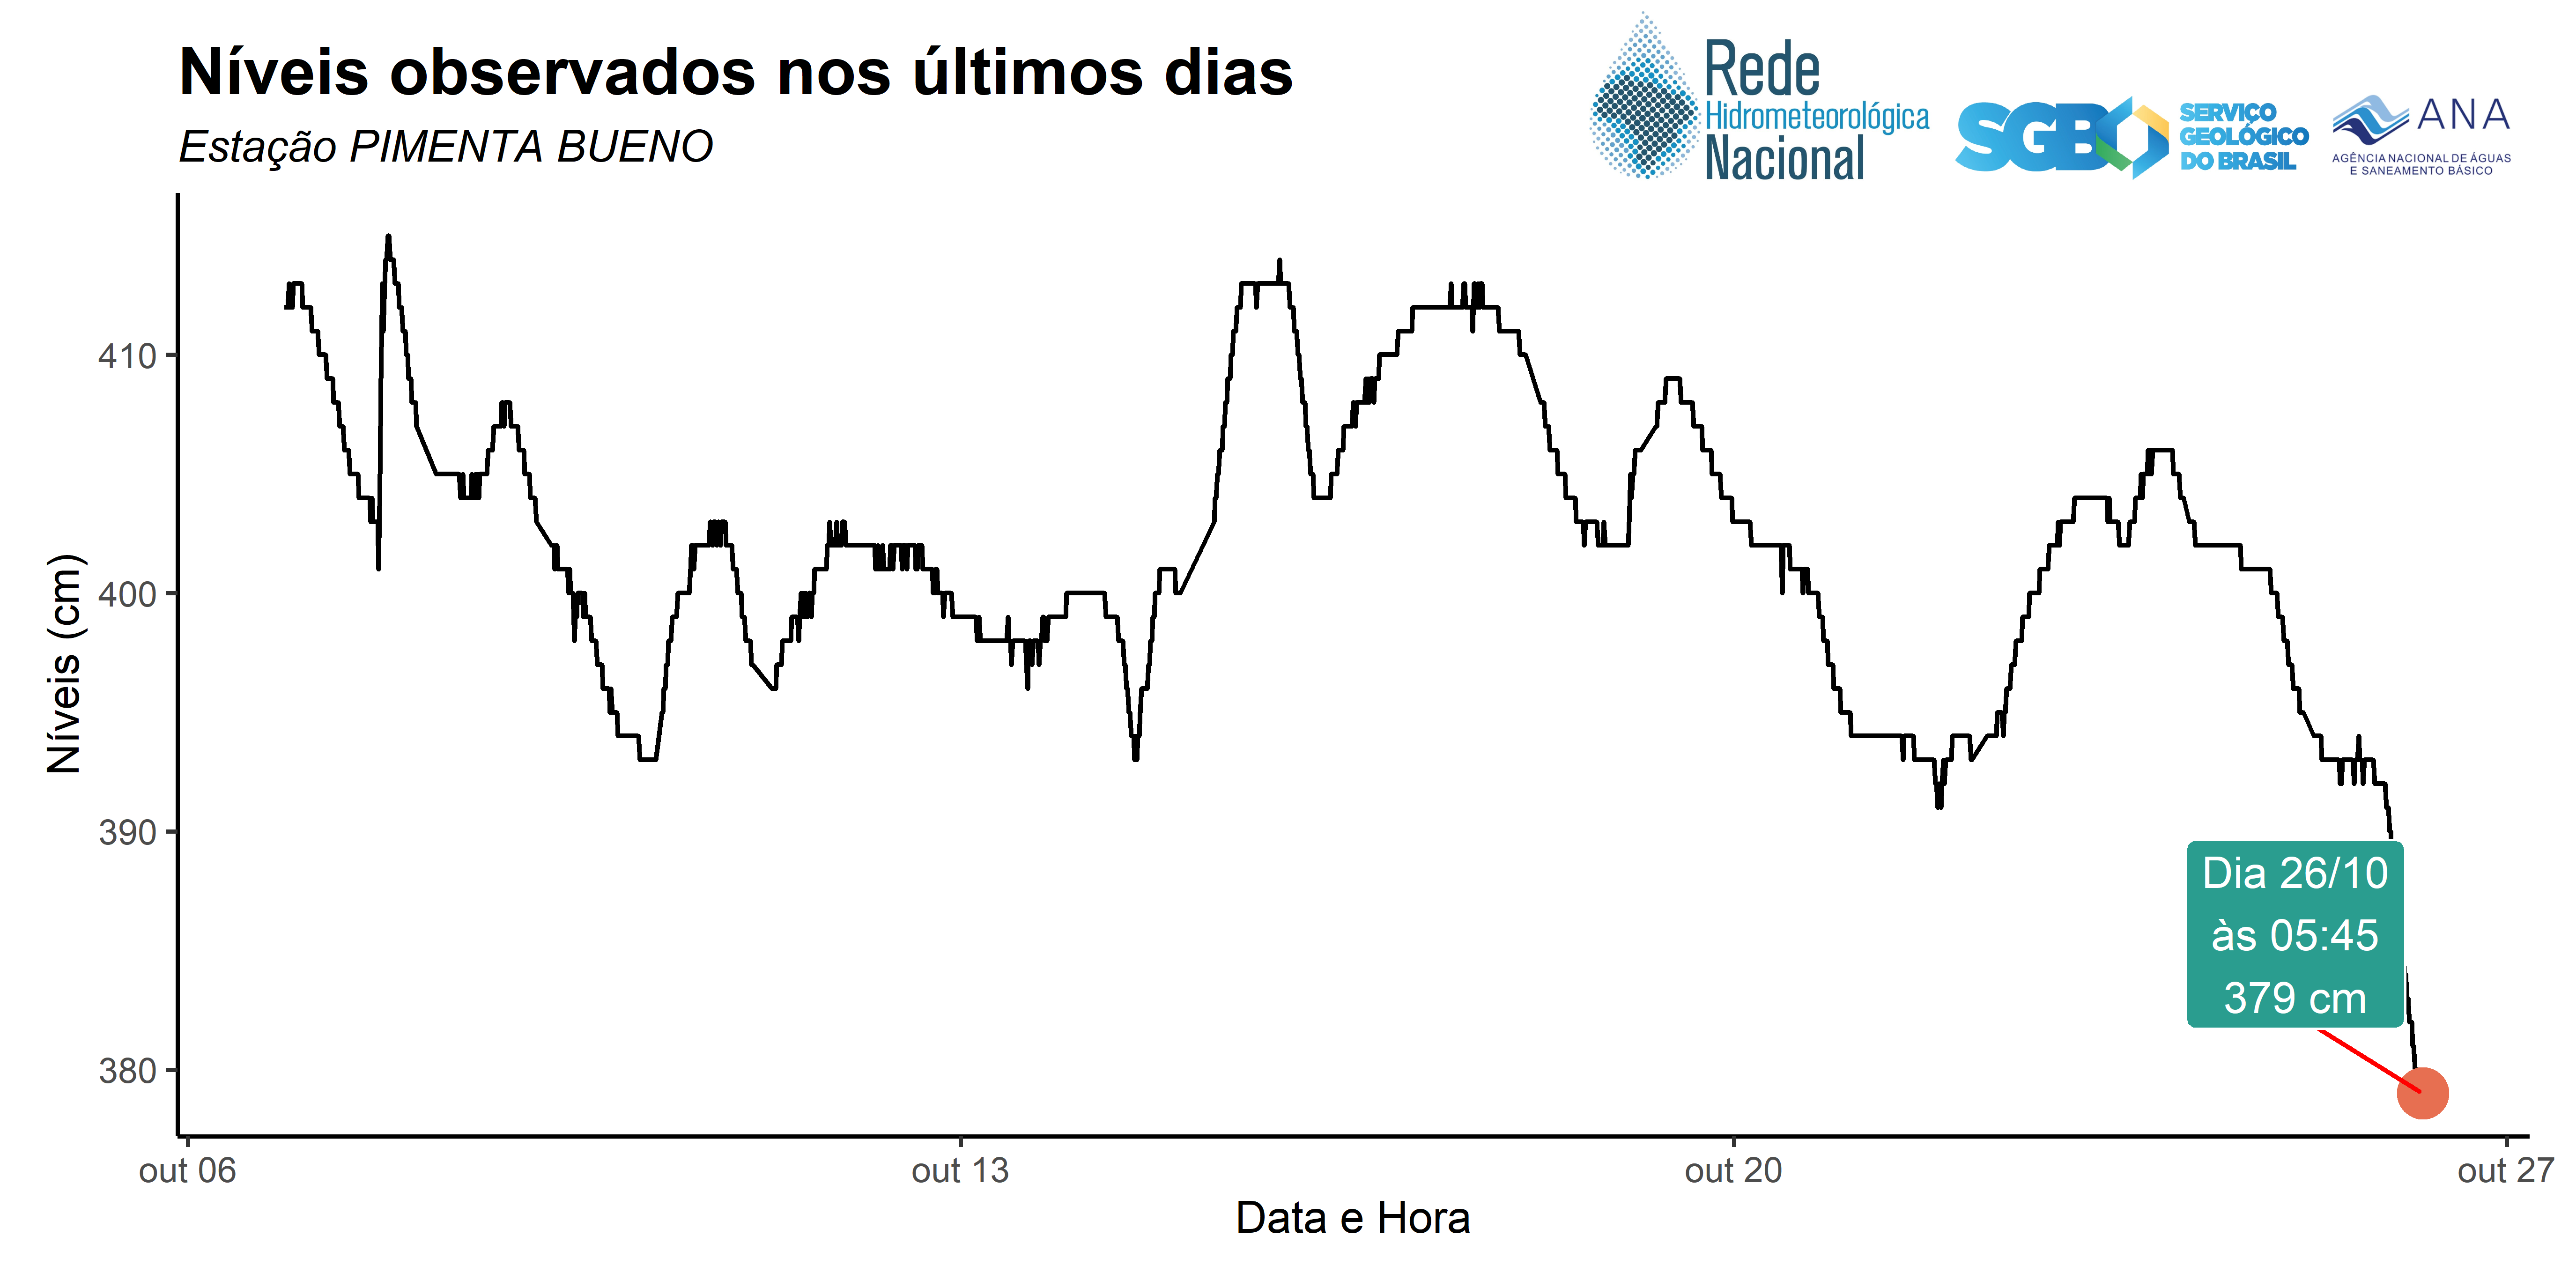 Níveis observados nos últimos dias
Estação PIMENTA BUENO
Rede
Hidrometeorológica
Nacional
SGB
SERVIÇO
GEOLÓGICO
DO BRASIL
ANA
AGÊNCIA NACIONAL DE ÁGUAS
E SANEAMENTO BÁSICO
Níveis (cm)
410
400
390
380
Dia 26/10
às 05:45
379 cm
out 06
out 13
out 20
out 27
Data e Hora